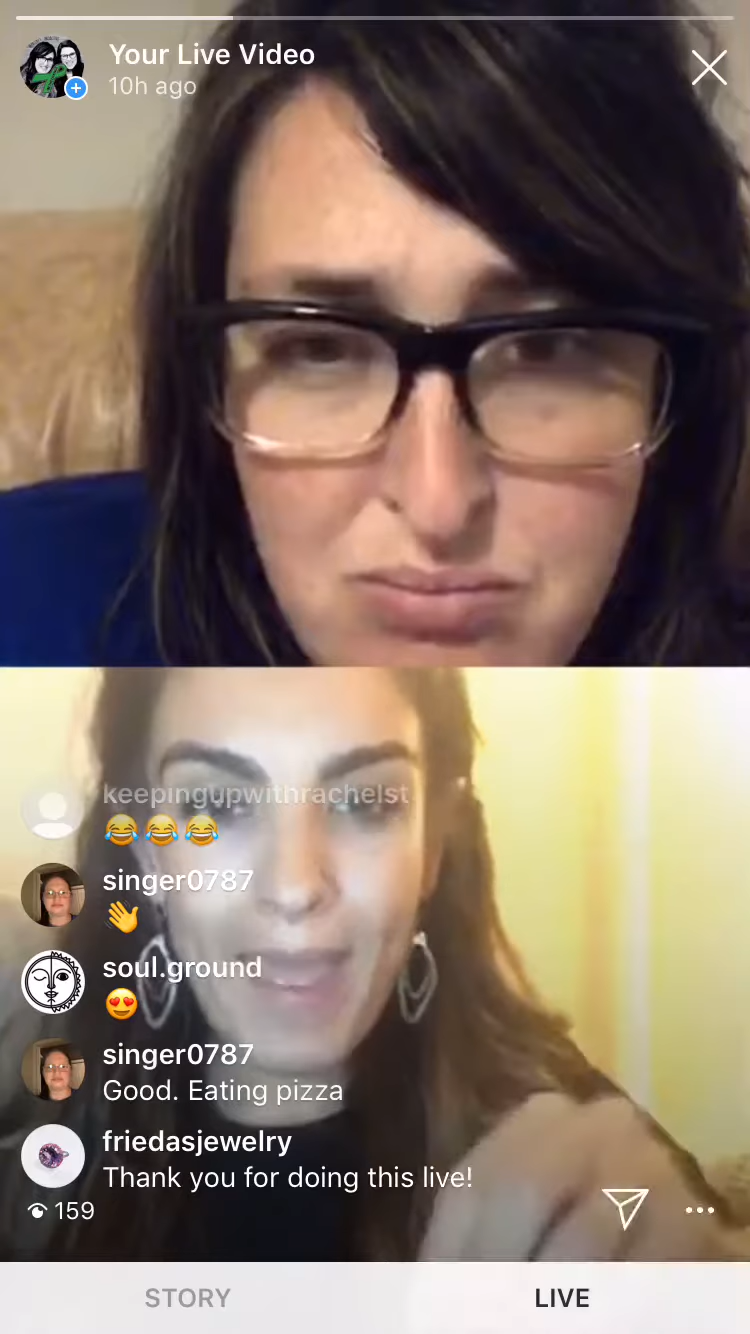 Your Live Video
10h ago
keepingupwithrachelst
😂😂😂
singer0787
👋
soul.ground
😍
singer0787
Good. Eating pizza
friedasjewelry
Thank you for doing this live!
159
STORY
LIVE